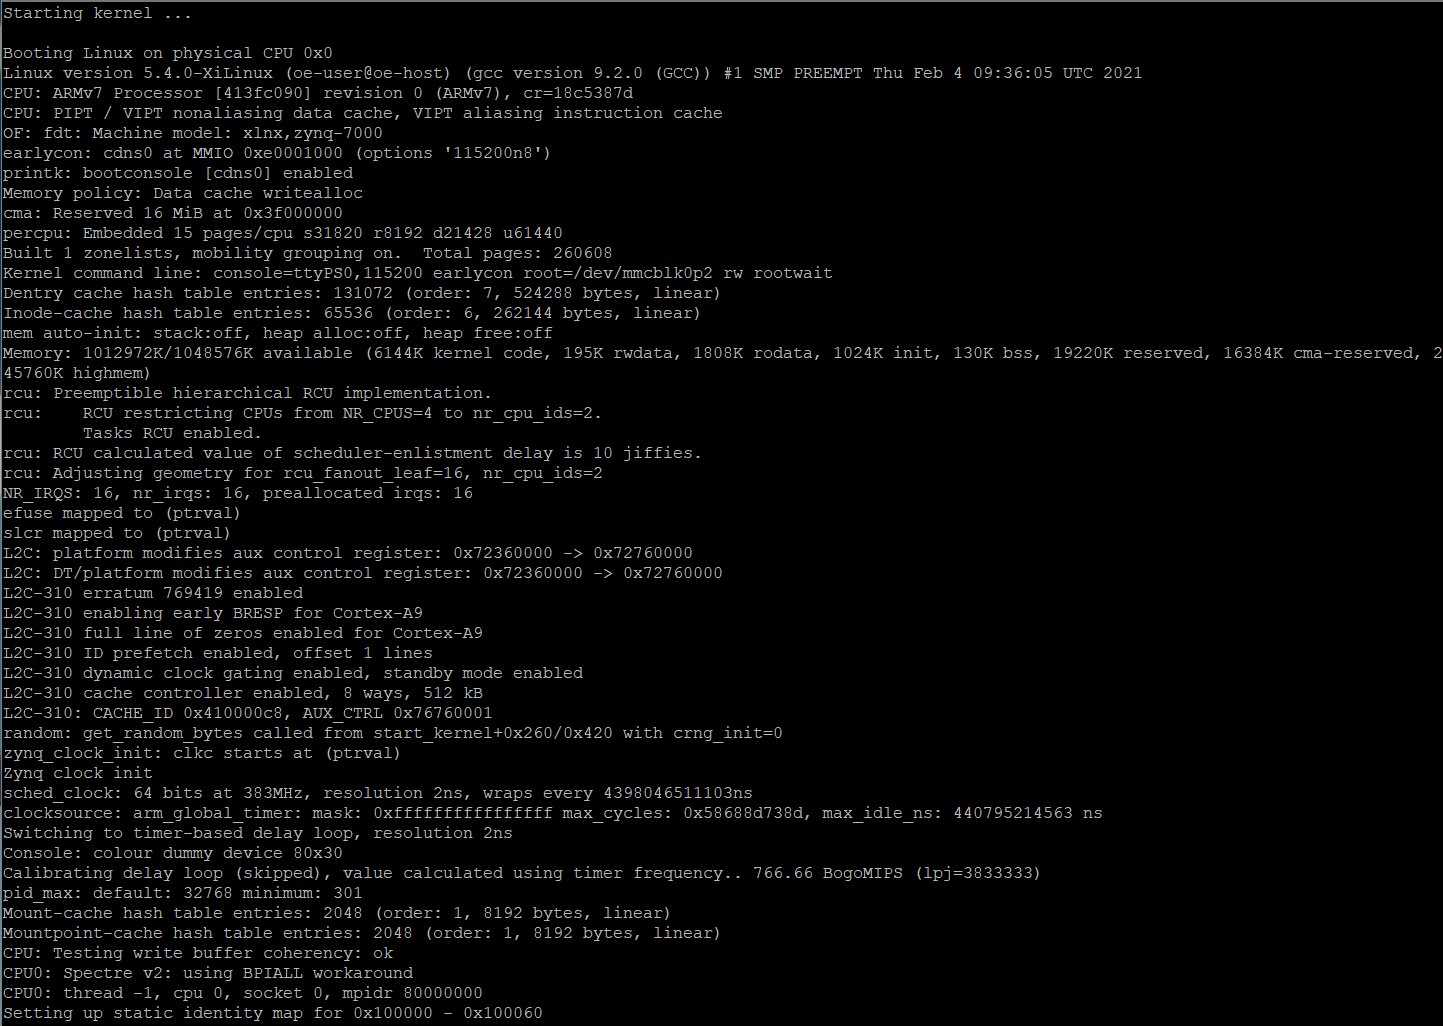 Starting kernel ...
Booting Linux on physical CPU 0x0
Linux version 5.4.0-XiLinux (oe-user@oe-host) (gcc version 9.2.0 (GCC)) #1 SMP PREEMPT Thu Feb 4 09:36:05 UTC 2021
CPU: ARMv7 Processor [413fc090] revision 0 (ARMv7), cr=18c5387d
CPU: PIPT / VIPT nonaliasing data cache, VIPT aliasing instruction cache
OF: fdt: Machine model: xlnx,zynq-7000
earlycon: cdns0 at MMIO 0xe0001000 (options '115200n8')
printk: bootconsole [cdns0] enabled
Memory policy: Data cache writealloc
cma: Reserved 16 MiB at 0x3f000000
percpu: Embedded 15 pages/cpu s31820 r8192 d21428 u61440
Built 1 zonelists, mobility grouping on.  Total pages: 260608
Kernel command line: console=ttyPS0,115200 earlycon root=/dev/mmcblk0p2 rw rootwait
Dentry cache hash table entries: 131072 (order: 7, 524288 bytes, linear)
Inode-cache hash table entries: 65536 (order: 6, 262144 bytes, linear)
mem auto-init: stack:off, heap alloc:off, heap free:off
Memory: 1012972K/1048576K available (6144K kernel code, 195K rwdata, 1808K rodata, 1024K init, 130K bss, 19220K reserved, 16384K cma-reserved, 2
45760K highmem)
rcu: Preemptible hierarchical RCU implementation.
rcu:    RCU restricting CPUs from NR_CPUS=4 to nr_cpu_ids=2.
        Tasks RCU enabled.
rcu: RCU calculated value of scheduler-enlistment delay is 10 jiffies.
rcu: Adjusting geometry for rcu_fanout_leaf=16, nr_cpu_ids=2
NR_IRQS: 16, nr_irqs: 16, preallocated irqs: 16
efuse mapped to (ptrval)
slcr mapped to (ptrval)
L2C: platform modifies aux control register: 0x72360000 -> 0x72760000
L2C: DT/platform modifies aux control register: 0x72360000 -> 0x72760000
L2C-310 erratum 769419 enabled
L2C-310 enabling early BRESP for Cortex-A9
L2C-310 full line of zeros enabled for Cortex-A9
L2C-310 ID prefetch enabled, offset 1 lines
L2C-310 dynamic clock gating enabled, standby mode enabled
L2C-310 cache controller enabled, 8 ways, 512 kB
L2C-310: CACHE_ID 0x410000c8, AUX_CTRL 0x76760001
random: get_random_bytes called from start_kernel+0x260/0x420 with crng_init=0
zynq_clock_init: clkc starts at (ptrval)
Zynq clock init
sched_clock: 64 bits at 383MHz, resolution 2ns, wraps every 4398046511103ns
clocksource: arm_global_timer: mask: 0xffffffffffffffff max_cycles: 0x58688d738d, max_idle_ns: 440795214563 ns
Switching to timer-based delay loop, resolution 2ns
Console: colour dummy device 80x30
Calibrating delay loop (skipped), value calculated using timer frequency.. 766.66 BogoMIPS (lpj=3833333)
pid_max: default: 32768 minimum: 301
Mount-cache hash table entries: 2048 (order: 1, 8192 bytes, linear)
Mountpoint-cache hash table entries: 2048 (order: 1, 8192 bytes, linear)
CPU: Testing write buffer coherency: ok
CPU0: Spectre v2: using BPIALL workaround
CPU0: thread -1, cpu 0, socket 0, mpidr 80000000
Setting up static identity map for 0x100000 - 0x100060